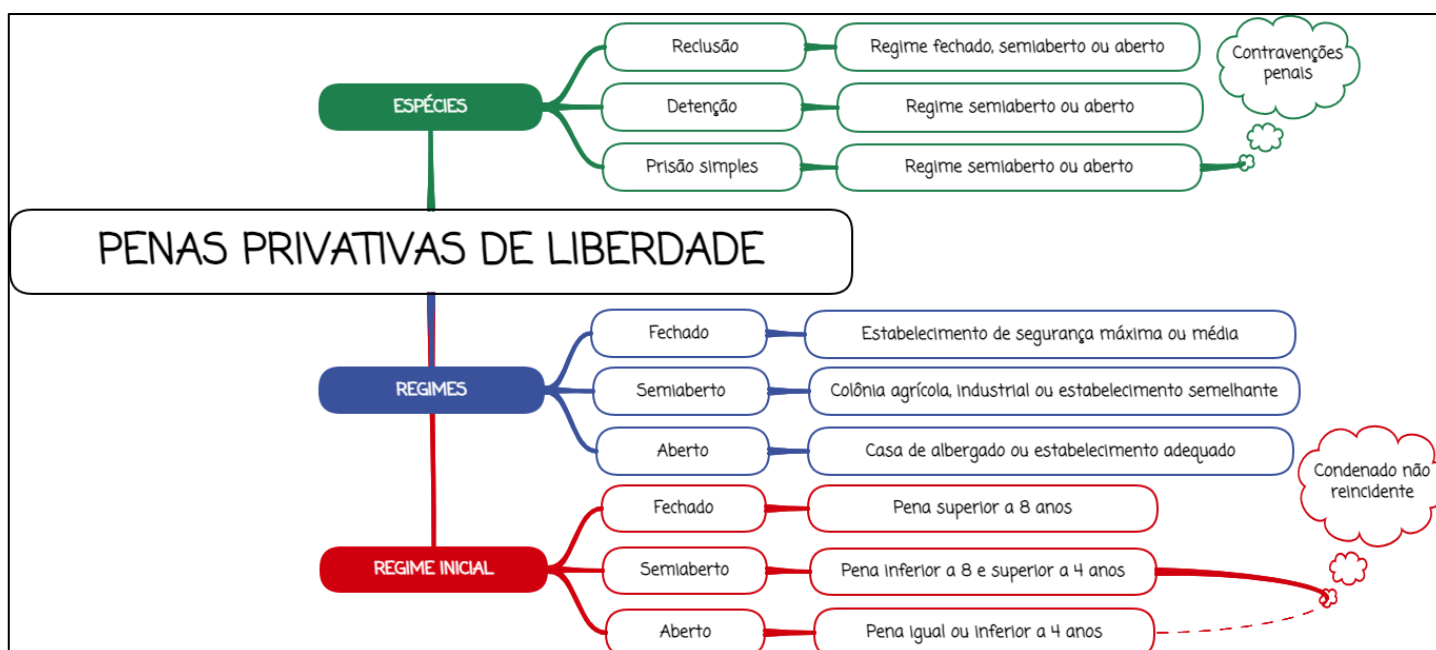 Reclusão
Regime fechado, semiaberto ou aberto
Contravenções
penais
ESPÉCIES
Detenção
Regime semiaberto ou aberto
Prisão simples
Regime semiaberto ou aberto
PENAS PRIVATIVAS DE LIBERDADE
Fechado
Estabelecimento de segurança máxima ou média
REGIMES
Semiaberto
Colônia agrícola, industrial ou estabelecimento semelhante
Aberto
Casa de albergado ou estabelecimento adequado
Condenado não
reincidente
Fechado
Pena superior a 8 anos
REGIME INICIAL
Semiaberto
Pena inferior a 8 e superior a 4 anos
Aberto
Pena igual ou inferior a 4 anos